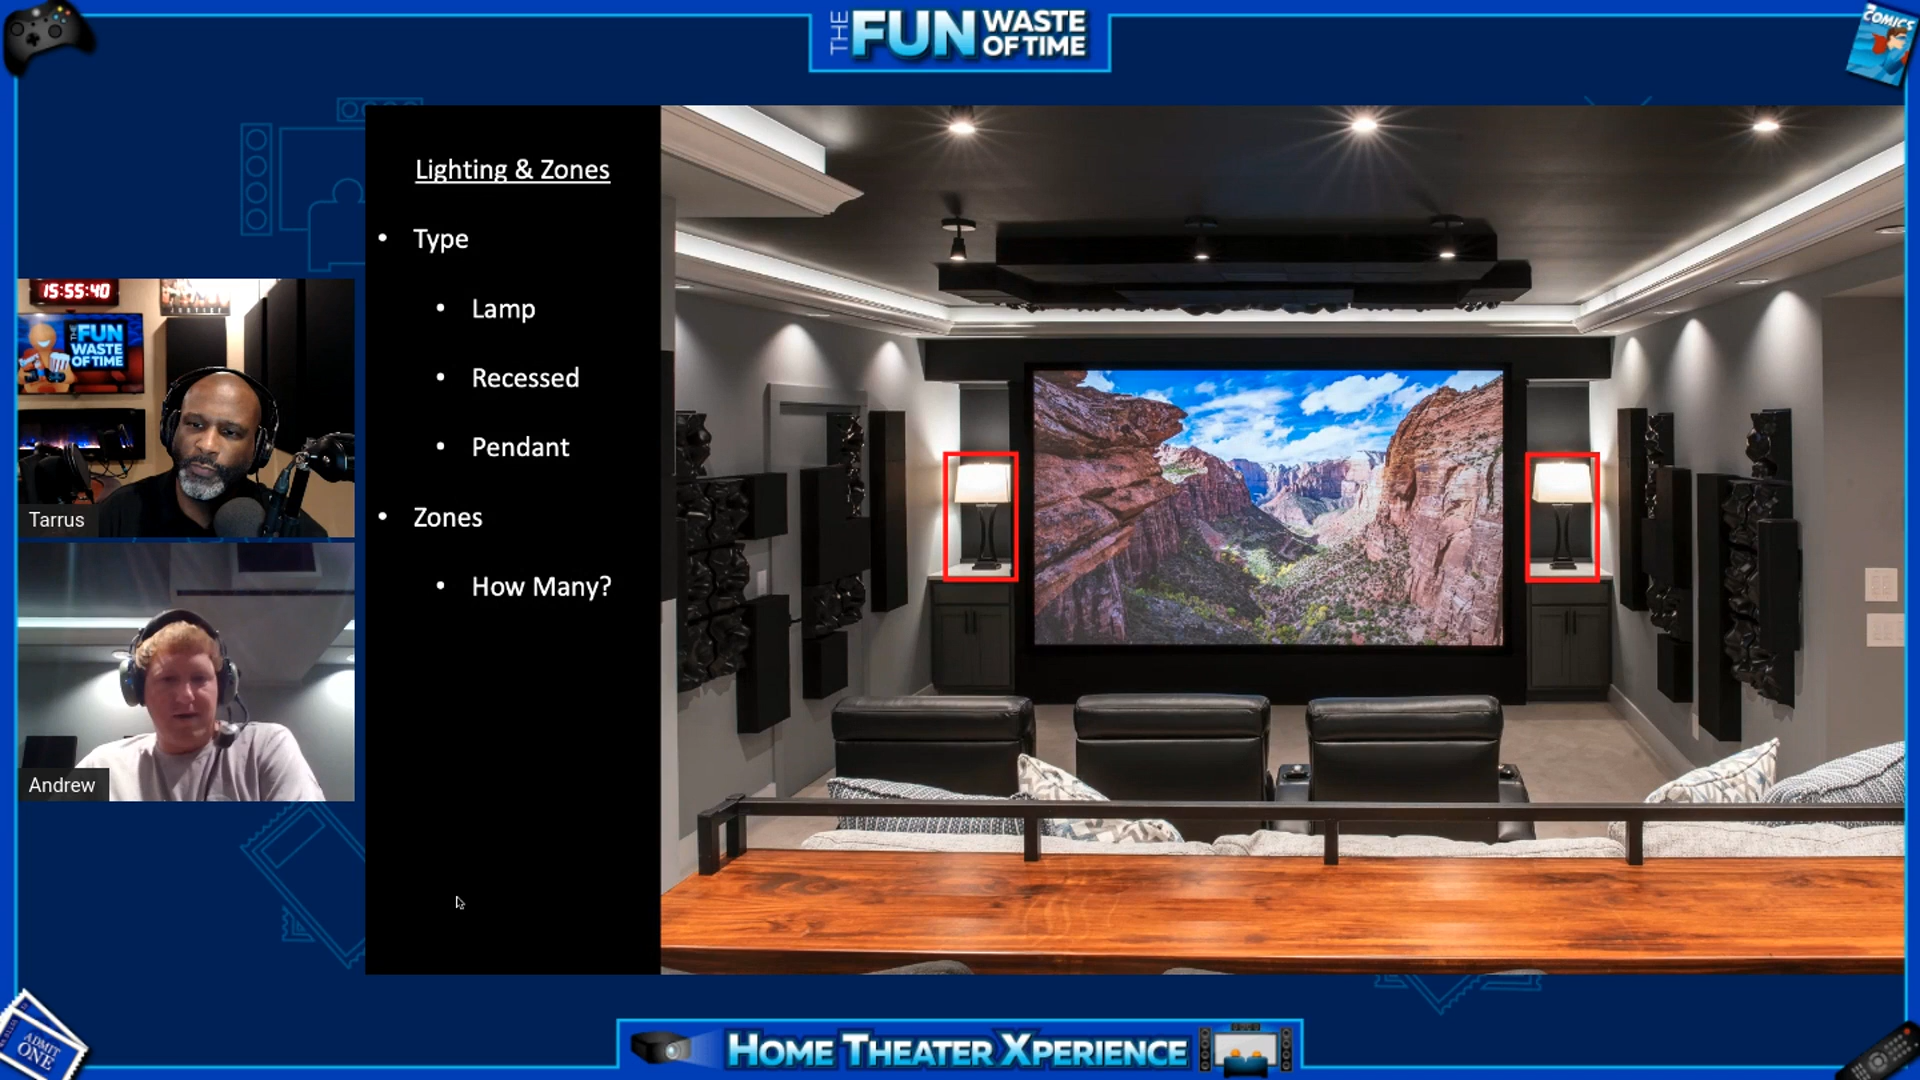 THE FUN WASTE OF TIME
COMICS
Lighting & Zones
• Type
• Lamp
• Recessed
• Pendant
• Zones
• How Many?
15:55:40
THE FUN
WASTE
OF TIME
Tarrus
Andrew
ADMIT
ONE
HOME THEATER XPERIENCE